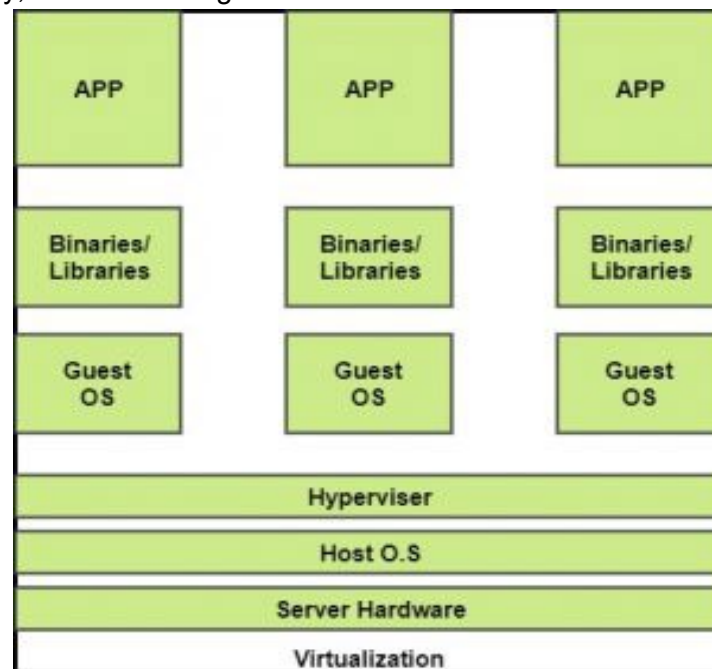 APP APP APP
Binaries/ Binaries/ Binaries/
Libraries Libraries Libraries
Guest Guest Guest
OS OS OS
Hyperviser
Host O.S
Server Hardware
Virtualization